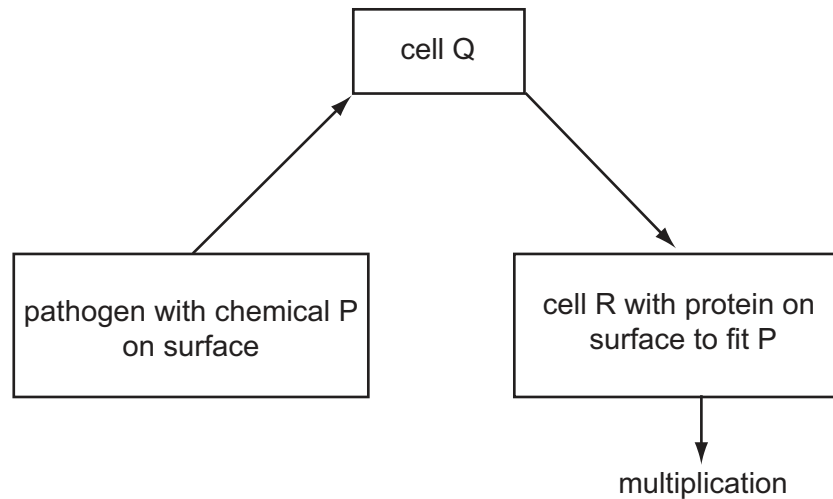 cell Q
pathogen with chemical P
on surface
cell R with protein on
surface to fit P
multiplication